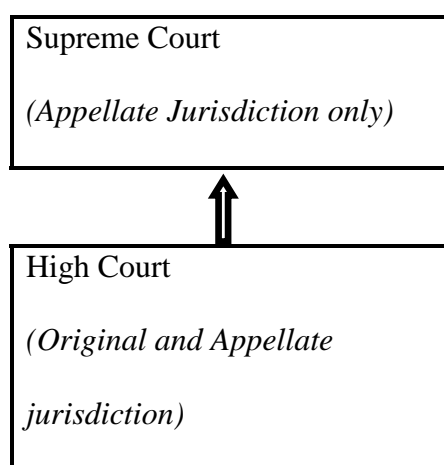 Supreme Court
(Appellate Jurisdiction only)
High Court
(Original and Appellate
jurisdiction)